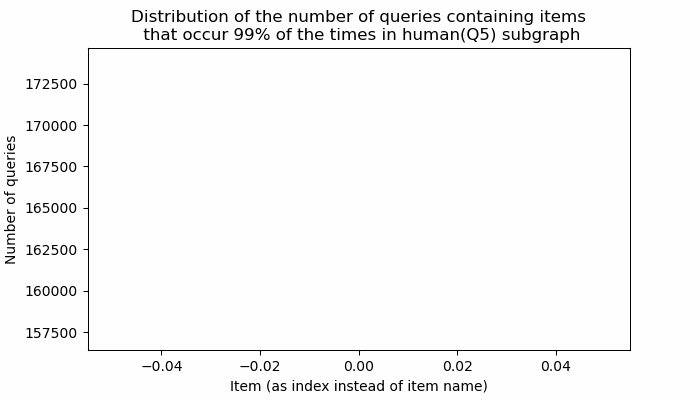 Distribution of the number of queries containing items
that occur 99% of the times in human(Q5) subgraph
172500
170000
167500
165000
162500
160000
157500
Number of queries
−0.04 −0.02 0.00 0.02 0.04
Item (as index instead of item name)